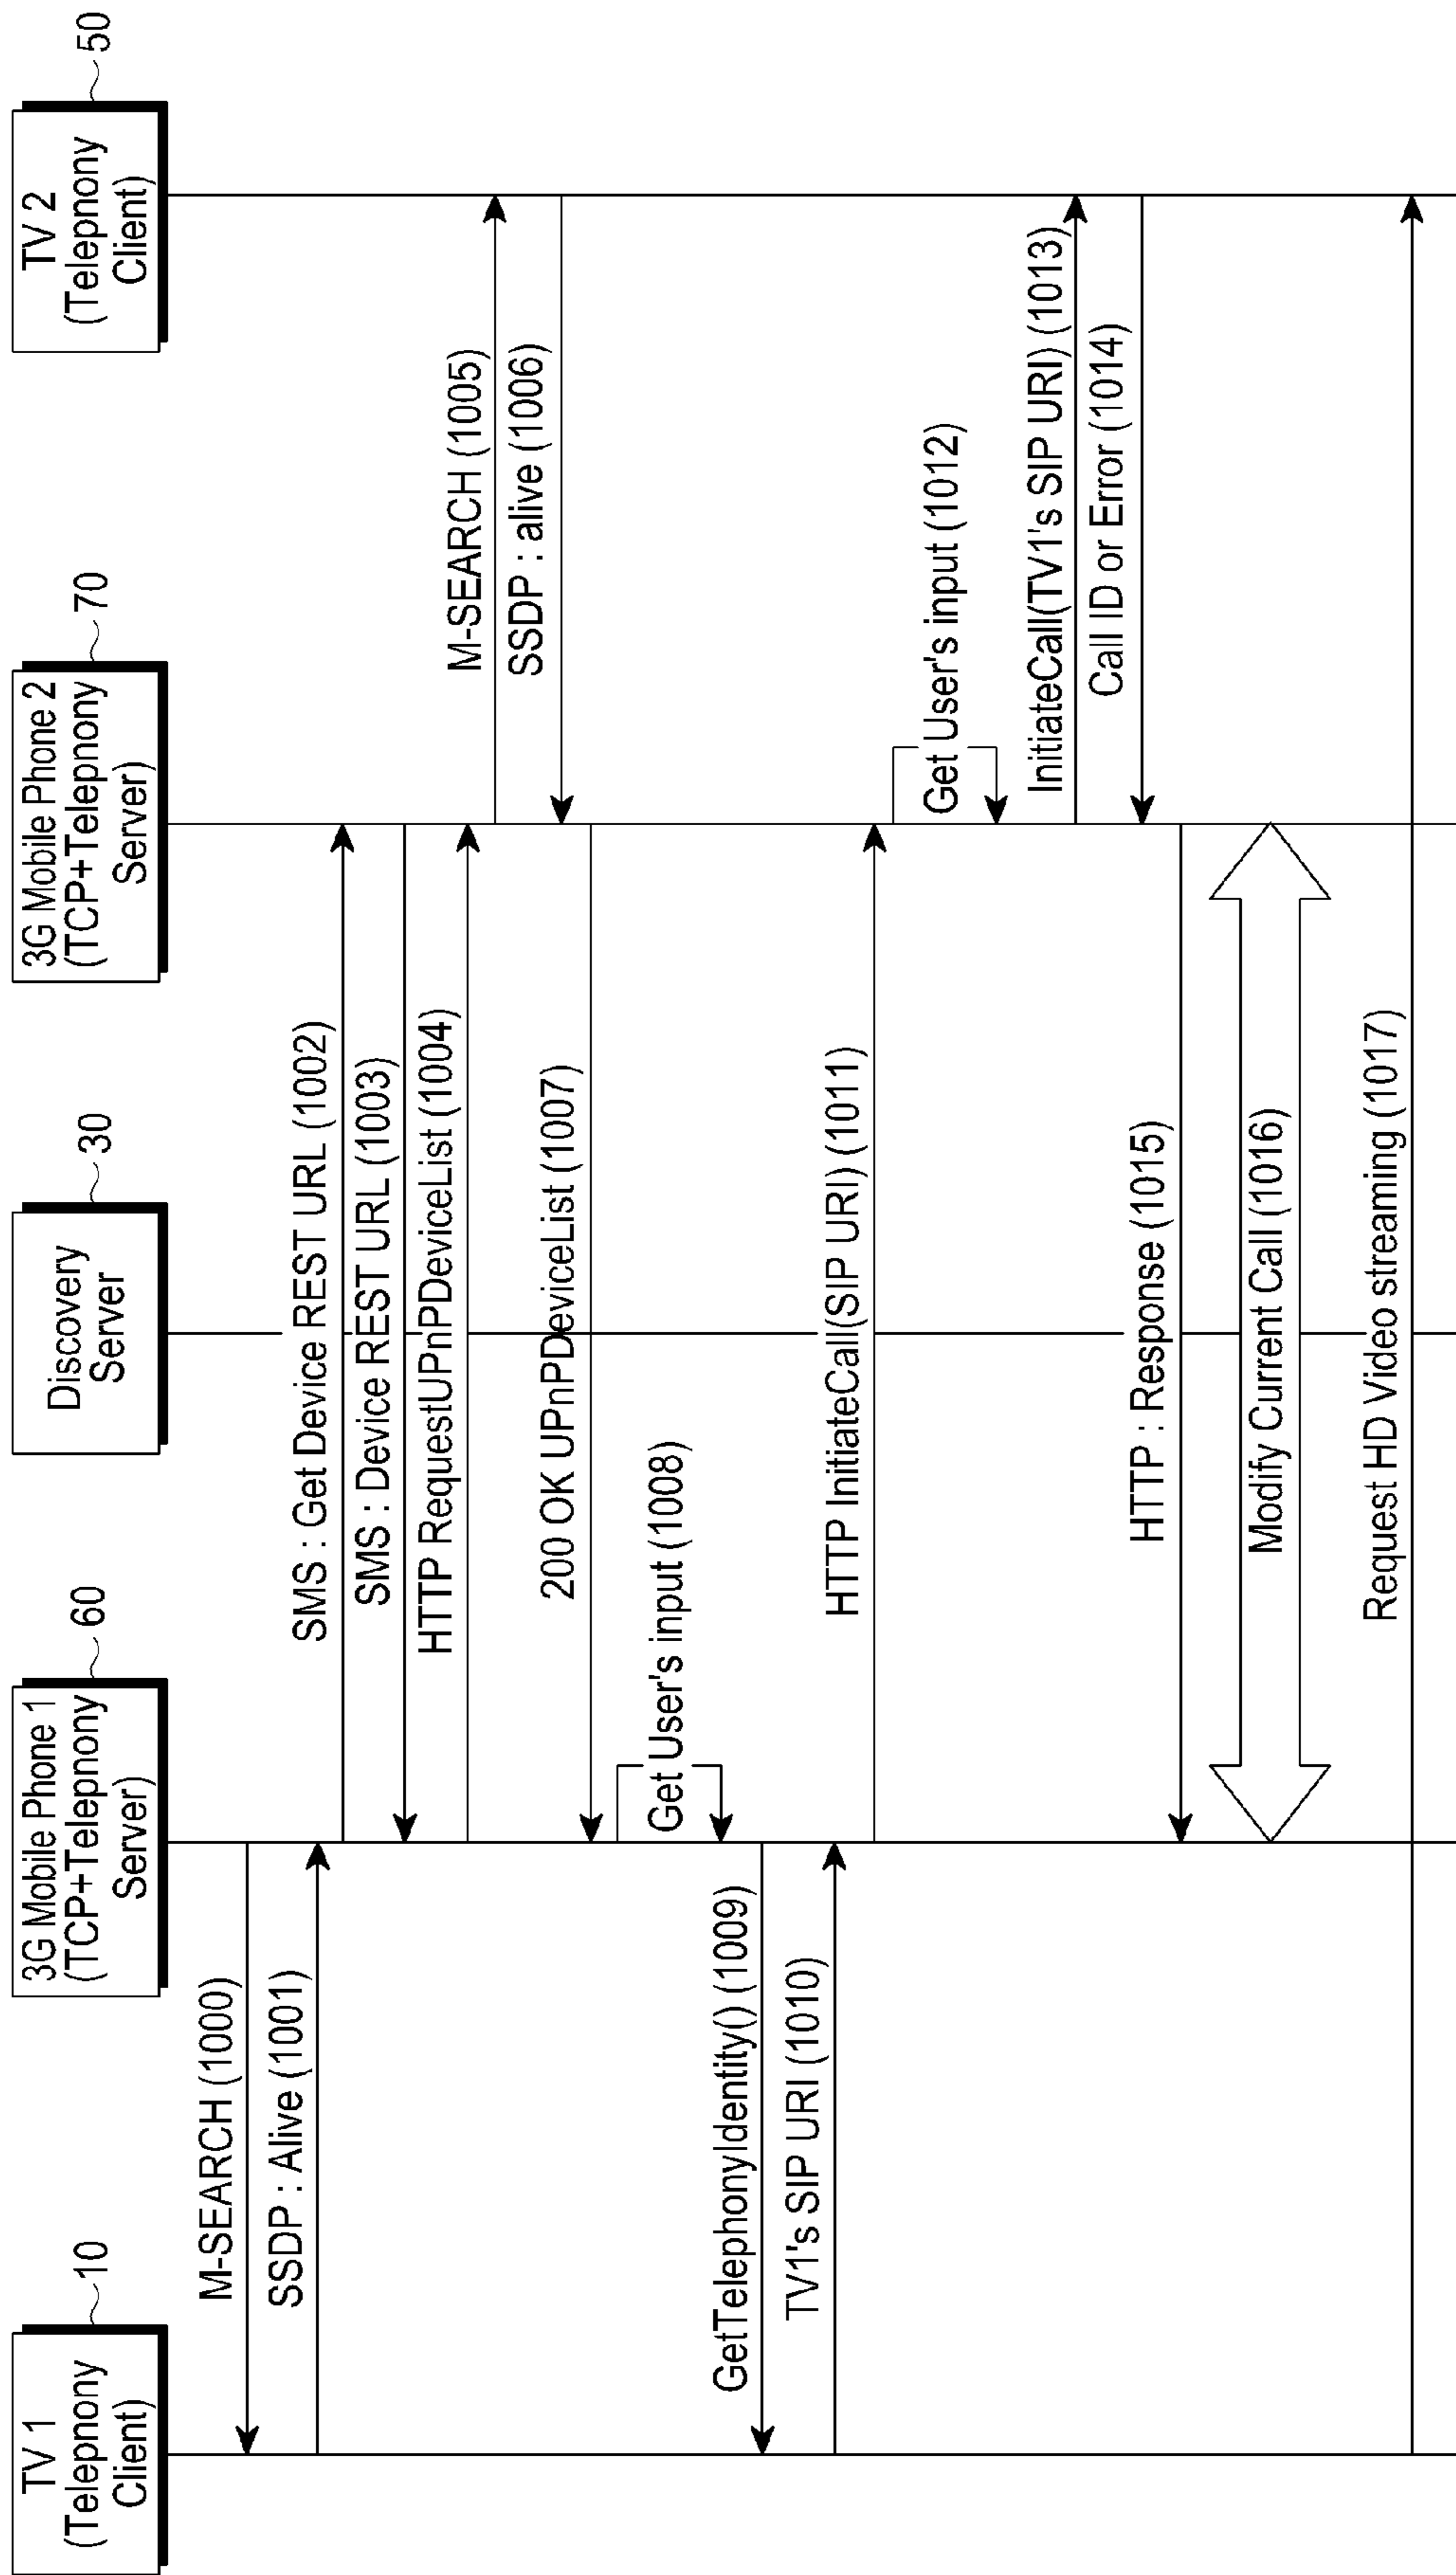 TV 1
(Telepnony
Client)
10
3G Mobile Phone 1
(TCP+Telepnony
Server)
60
Discovery
Server
30
3G Mobile Phone 2
(TCP+Telepnony
Server)
70
TV 2
(Telepnony
Client)
50
M-SEARCH (1000)
SSDP : Alive (1001)
SMS : Get Device REST URL (1002)
SMS : Device REST URL (1003)
HTTP RequestUPnPDeviceList (1004)
M-SEARCH (1005)
SSDP : alive (1006)
200 OK UPnPDeviceList (1007)
Get User's input (1008)
GetTelephonyIdentity() (1009)
TV1's SIP URI (1010)
HTTP InitiateCall(SIP URI) (1011)
Get User's input (1012)
InitiateCall(TV1's SIP URI) (1013)
Call ID or Error (1014)
HTTP : Response (1015)
Modify Current Call (1016)
Request HD Video streaming (1017)